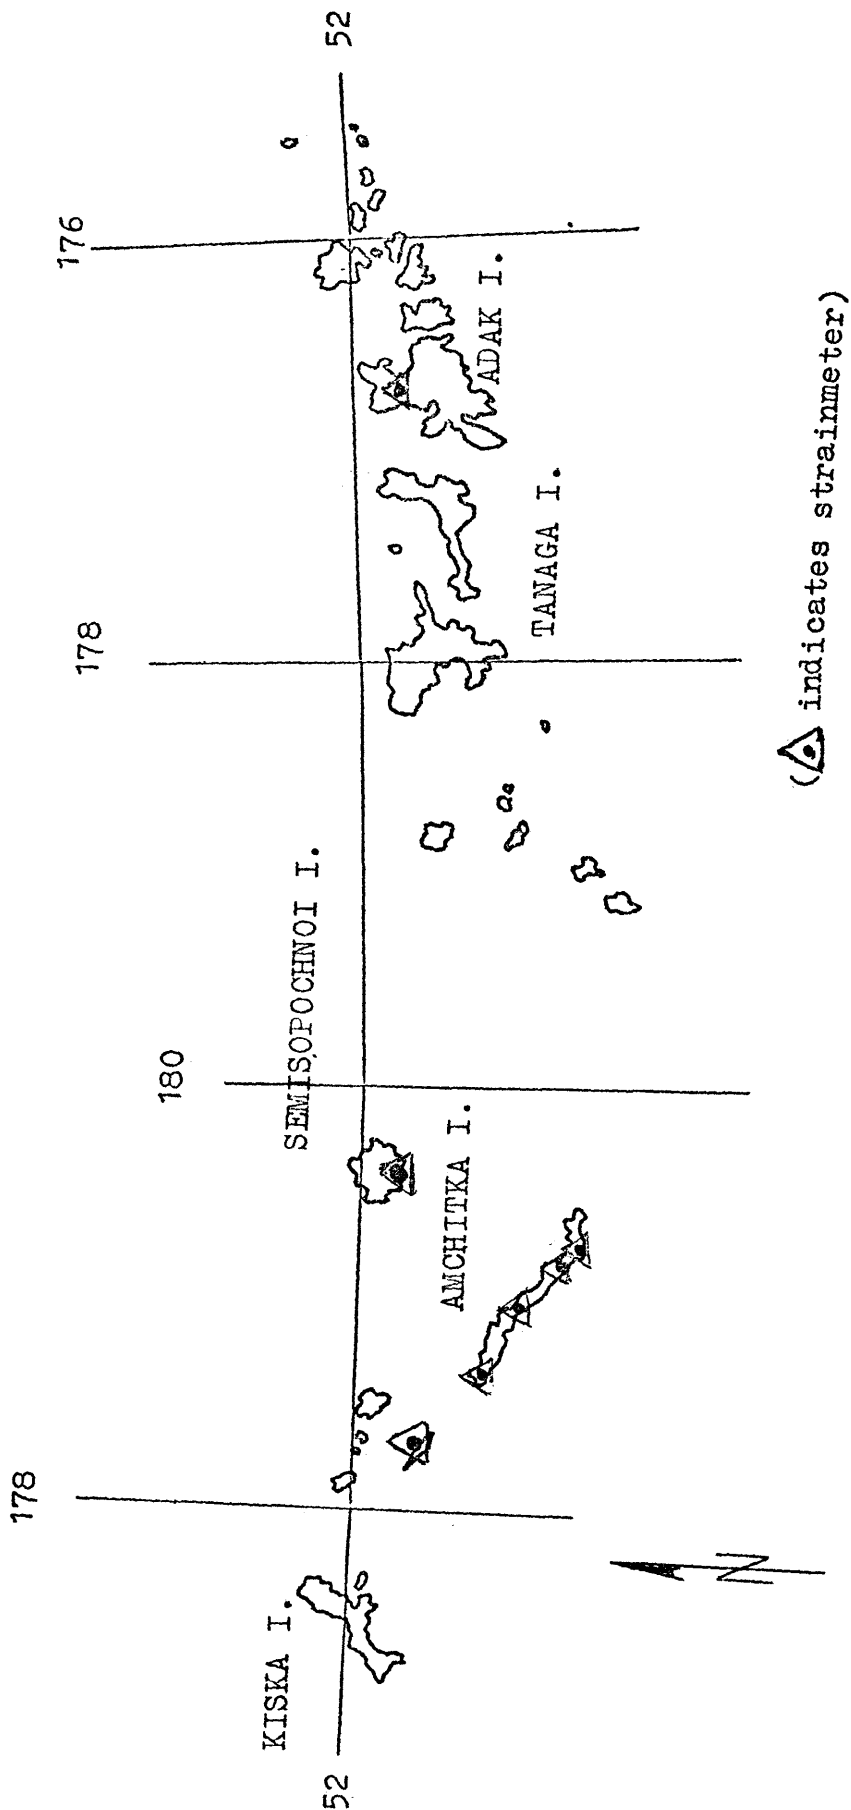 52
176
ADAK I.
TANAGA I.
178
SEMISOPOCHNOI I.
180
AMCHITKA I.
178
KISKA I.
52
N
( indicates strainmeter)